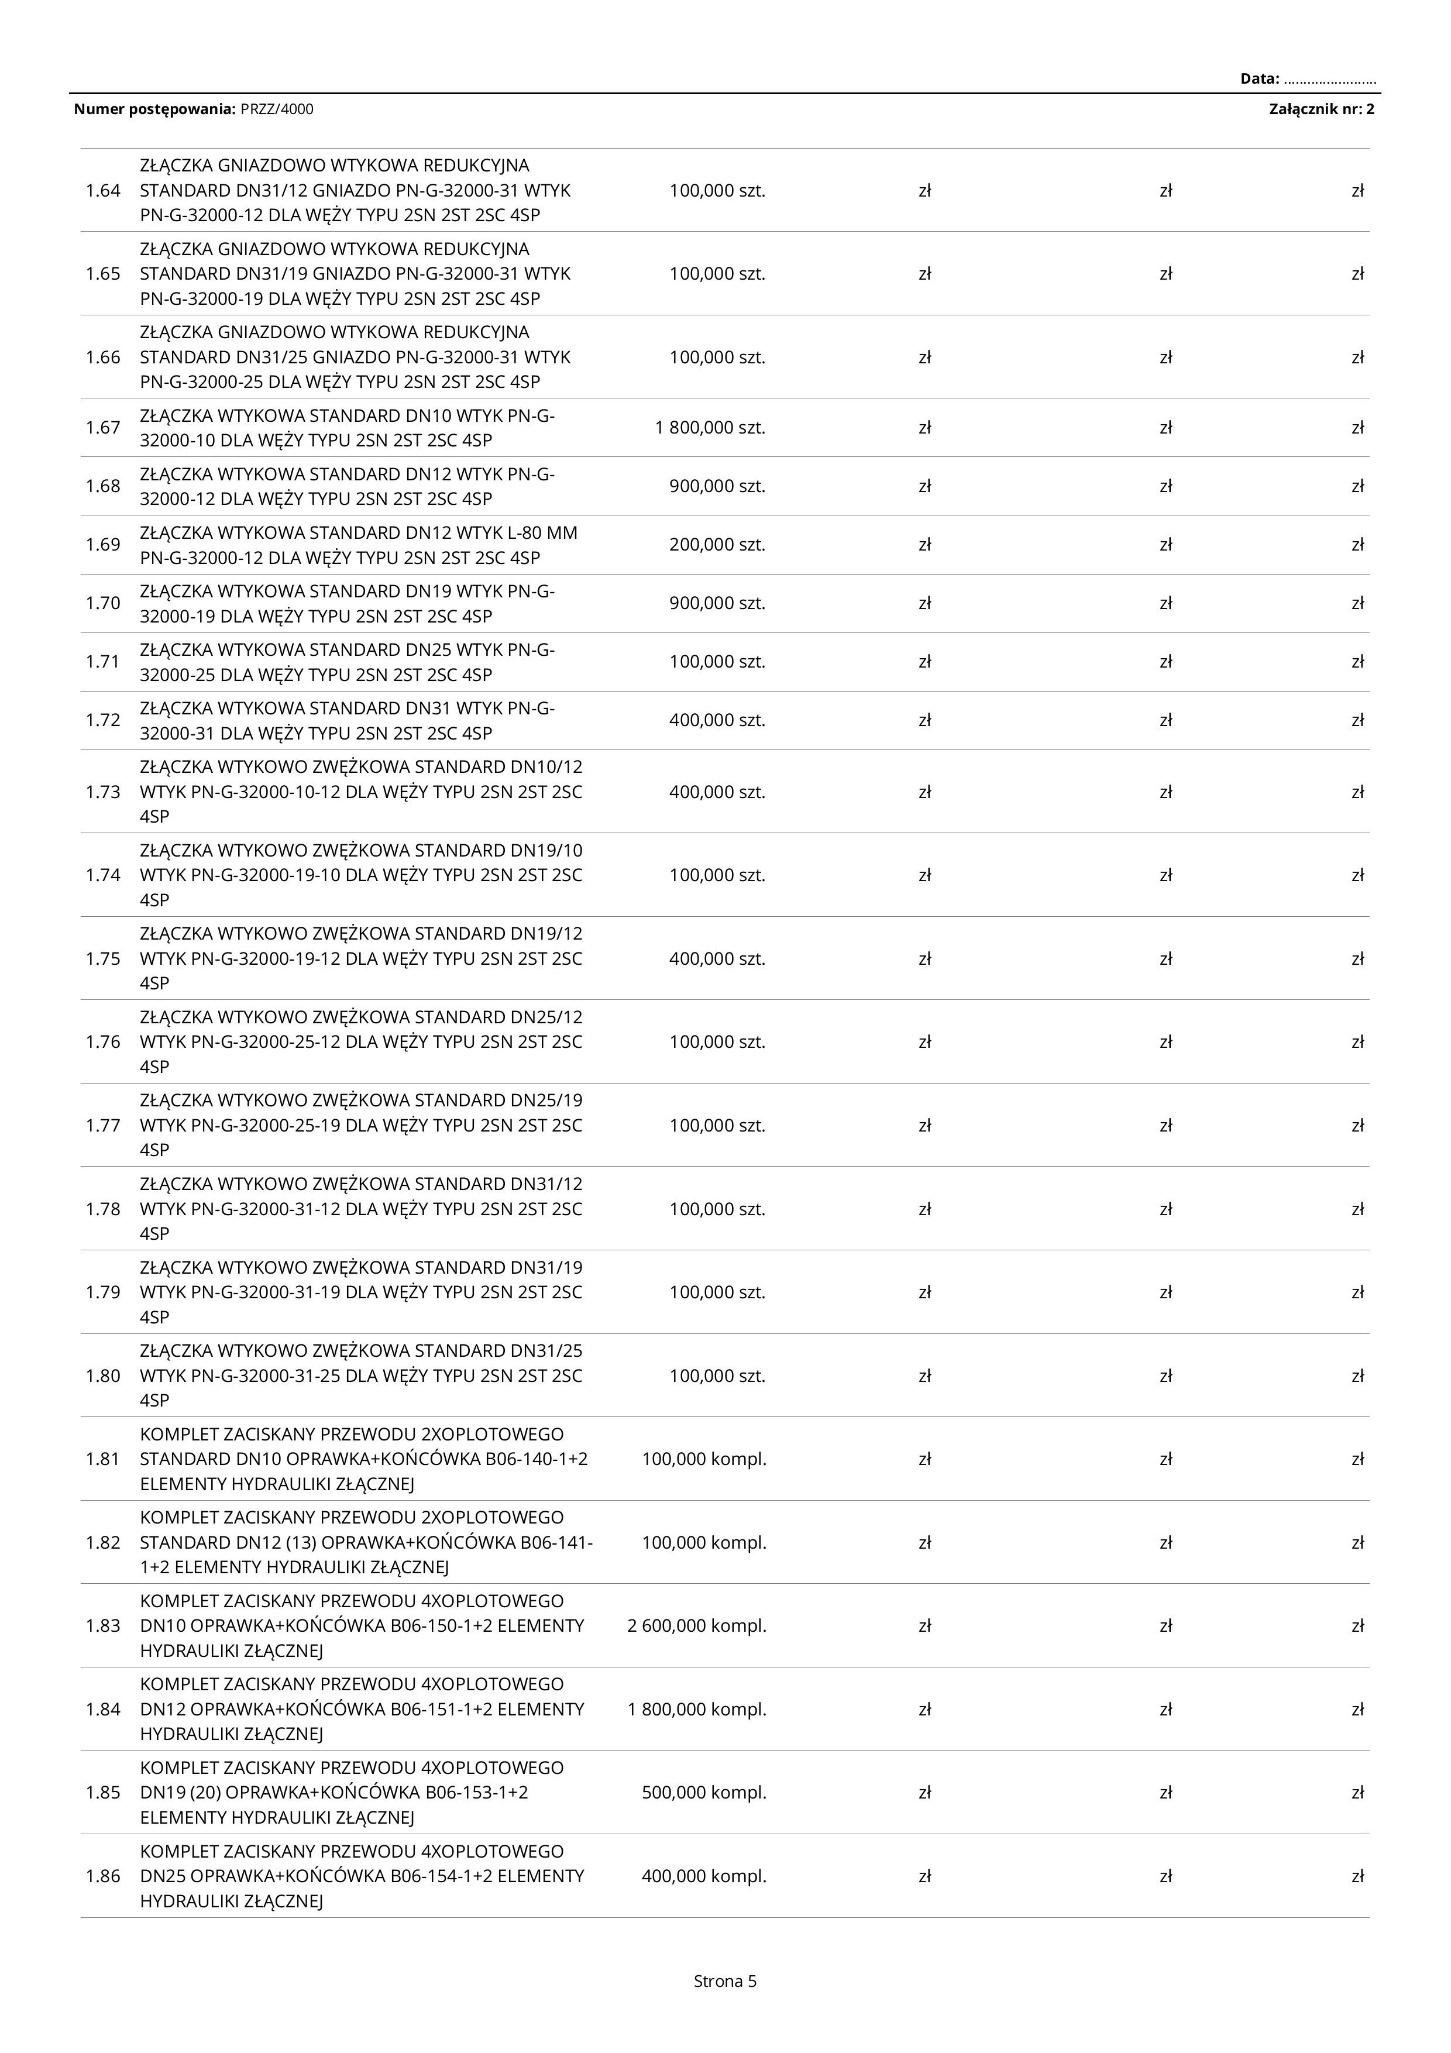 Data: ........................
Numer postępowania: PRZZ/4000
Załącznik nr: 2
ZŁĄCZKA GNIAZDOWO WTYKOWA REDUKCYJNA
1.64 STANDARD DN31/12 GNIAZDO PN-G-32000-31 WTYK 100,000 szt. zł zł zł
PN-G-32000-12 DLA WĘŻY TYPU 2SN 2ST 2SC 4SP
ZŁĄCZKA GNIAZDOWO WTYKOWA REDUKCYJNA
1.65 STANDARD DN31/19 GNIAZDO PN-G-32000-31 WTYK 100,000 szt. zł zł zł
PN-G-32000-19 DLA WĘŻY TYPU 2SN 2ST 2SC 4SP
ZŁĄCZKA GNIAZDOWO WTYKOWA REDUKCYJNA
1.66 STANDARD DN31/25 GNIAZDO PN-G-32000-31 WTYK 100,000 szt. zł zł zł
PN-G-32000-25 DLA WĘŻY TYPU 2SN 2ST 2SC 4SP
ZŁĄCZKA WTYKOWA STANDARD DN10 WTYK PN-G-
1.67 32000-10 DLA WĘŻY TYPU 2SN 2ST 2SC 4SP 1 800,000 szt. zł zł zł
ZŁĄCZKA WTYKOWA STANDARD DN12 WTYK PN-G-
1.68 32000-12 DLA WĘŻY TYPU 2SN 2ST 2SC 4SP 900,000 szt. zł zł zł
ZŁĄCZKA WTYKOWA STANDARD DN12 WTYK L-80 MM
1.69 PN-G-32000-12 DLA WĘŻY TYPU 2SN 2ST 2SC 4SP 200,000 szt. zł zł zł
ZŁĄCZKA WTYKOWA STANDARD DN19 WTYK PN-G-
1.70 32000-19 DLA WĘŻY TYPU 2SN 2ST 2SC 4SP 900,000 szt. zł zł zł
ZŁĄCZKA WTYKOWA STANDARD DN25 WTYK PN-G-
1.71 32000-25 DLA WĘŻY TYPU 2SN 2ST 2SC 4SP 100,000 szt. zł zł zł
ZŁĄCZKA WTYKOWA STANDARD DN31 WTYK PN-G-
1.72 32000-31 DLA WĘŻY TYPU 2SN 2ST 2SC 4SP 400,000 szt. zł zł zł
ZŁĄCZKA WTYKOWO ZWĘŻKOWA STANDARD DN10/12
1.73 WTYK PN-G-32000-10-12 DLA WĘŻY TYPU 2SN 2ST 2SC 400,000 szt. zł zł zł
4SP
ZŁĄCZKA WTYKOWO ZWĘŻKOWA STANDARD DN19/10
1.74 WTYK PN-G-32000-19-10 DLA WĘŻY TYPU 2SN 2ST 2SC 100,000 szt. zł zł zł
4SP
ZŁĄCZKA WTYKOWO ZWĘŻKOWA STANDARD DN19/12
1.75 WTYK PN-G-32000-19-12 DLA WĘŻY TYPU 2SN 2ST 2SC 400,000 szt. zł zł zł
4SP
ZŁĄCZKA WTYKOWO ZWĘŻKOWA STANDARD DN25/12
1.76 WTYK PN-G-32000-25-12 DLA WĘŻY TYPU 2SN 2ST 2SC 100,000 szt. zł zł zł
4SP
ZŁĄCZKA WTYKOWO ZWĘŻKOWA STANDARD DN25/19
1.77 WTYK PN-G-32000-25-19 DLA WĘŻY TYPU 2SN 2ST 2SC 100,000 szt. zł zł zł
4SP
ZŁĄCZKA WTYKOWO ZWĘŻKOWA STANDARD DN31/12
1.78 WTYK PN-G-32000-31-12 DLA WĘŻY TYPU 2SN 2ST 2SC 100,000 szt. zł zł zł
4SP
ZŁĄCZKA WTYKOWO ZWĘŻKOWA STANDARD DN31/19
1.79 WTYK PN-G-32000-31-19 DLA WĘŻY TYPU 2SN 2ST 2SC 100,000 szt. zł zł zł
4SP
ZŁĄCZKA WTYKOWO ZWĘŻKOWA STANDARD DN31/25
1.80 WTYK PN-G-32000-31-25 DLA WĘŻY TYPU 2SN 2ST 2SC 100,000 szt. zł zł zł
4SP
KOMPLET ZACISKANY PRZEWODU 2XOPLOTOWEGO
1.81 STANDARD DN10 OPRAWKA+KOŃCÓWKA B06-140-1+2 100,000 kompl. zł zł zł
ELEMENTY HYDRAULIKI ZŁĄCZNEJ
KOMPLET ZACISKANY PRZEWODU 2XOPLOTOWEGO
1.82 STANDARD DN12 (13) OPRAWKA+KOŃCÓWKA B06-141- 100,000 kompl. zł zł zł
1+2 ELEMENTY HYDRAULIKI ZŁĄCZNEJ
KOMPLET ZACISKANY PRZEWODU 4XOPLOTOWEGO
1.83 DN10 OPRAWKA+KOŃCÓWKA B06-150-1+2 ELEMENTY 2 600,000 kompl. zł zł zł
HYDRAULIKI ZŁĄCZNEJ
KOMPLET ZACISKANY PRZEWODU 4XOPLOTOWEGO
1.84 DN12 OPRAWKA+KOŃCÓWKA B06-151-1+2 ELEMENTY 1 800,000 kompl. zł zł zł
HYDRAULIKI ZŁĄCZNEJ
KOMPLET ZACISKANY PRZEWODU 4XOPLOTOWEGO
1.85 DN19 (20) OPRAWKA+KOŃCÓWKA B06-153-1+2 500,000 kompl. zł zł zł
ELEMENTY HYDRAULIKI ZŁĄCZNEJ
KOMPLET ZACISKANY PRZEWODU 4XOPLOTOWEGO
1.86 DN25 OPRAWKA+KOŃCÓWKA B06-154-1+2 ELEMENTY 400,000 kompl. zł zł zł
HYDRAULIKI ZŁĄCZNEJ
Strona 5